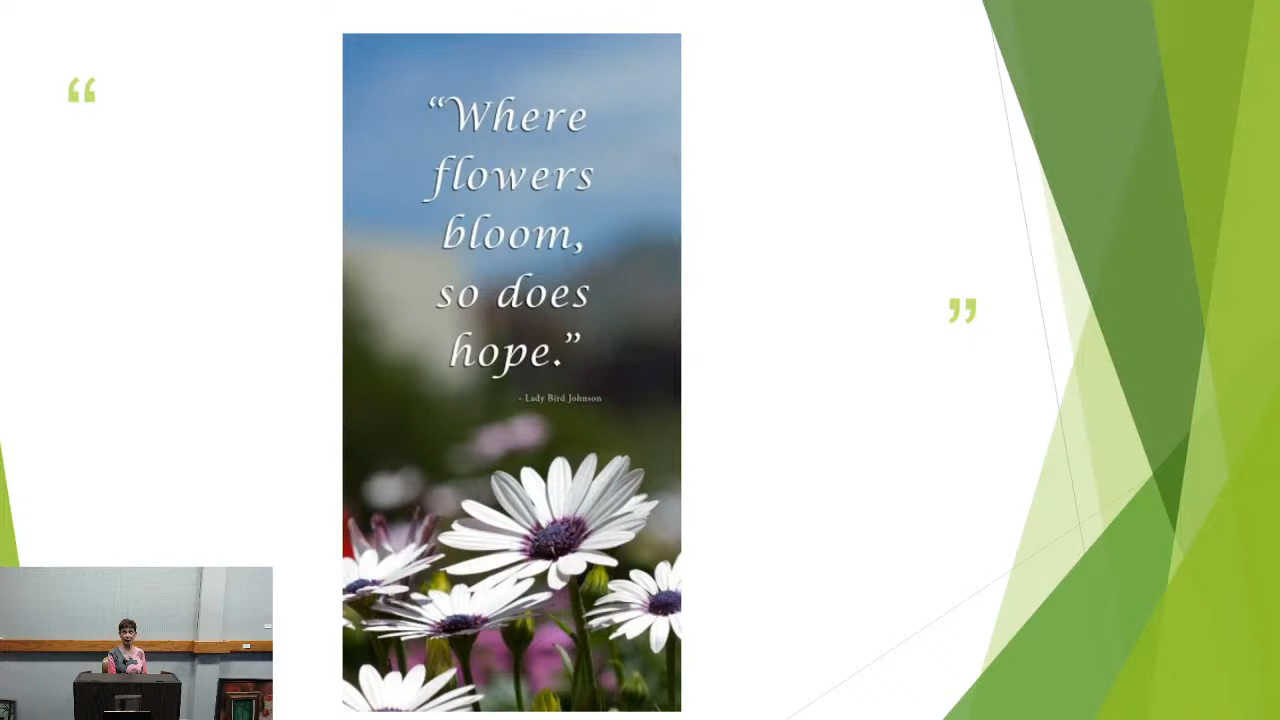 “
“Where
flowers
bloom,
so does
hope.”
- Lady Bird Johnson
”